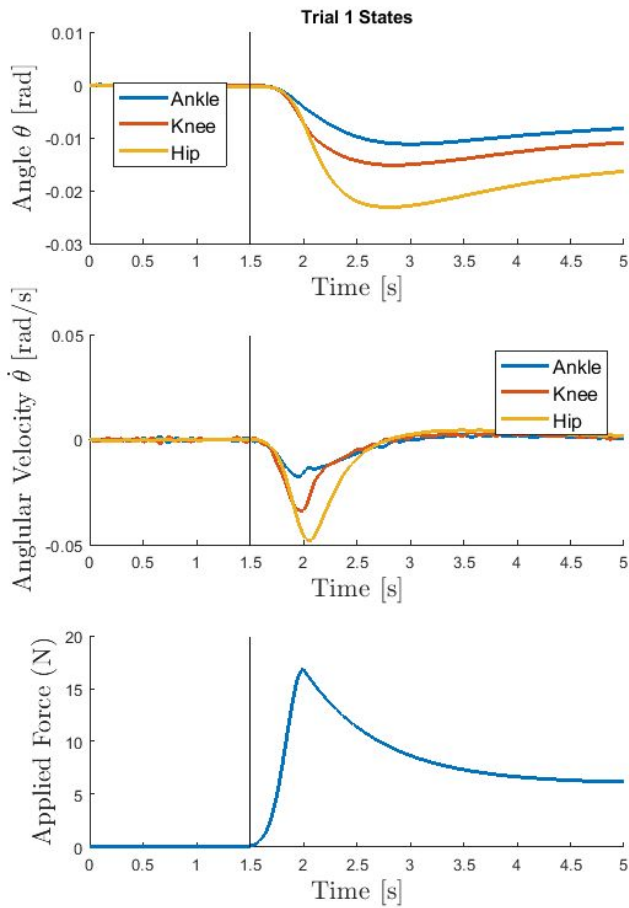 Trial 1 States
Angle θ [rad]
0.01
0
-0.01
-0.02
-0.03
Ankle
Knee
Hip
0 0.5 1 1.5 2 2.5 3 3.5 4 4.5 5
Time [s]
Anglular Velocity θ̇ [rad/s]
0.05
0
-0.05
Ankle
Knee
Hip
0 0.5 1 1.5 2 2.5 3 3.5 4 4.5 5
Time [s]
Applied Force (N)
20
15
10
5
0
0 0.5 1 1.5 2 2.5 3 3.5 4 4.5 5
Time [s]